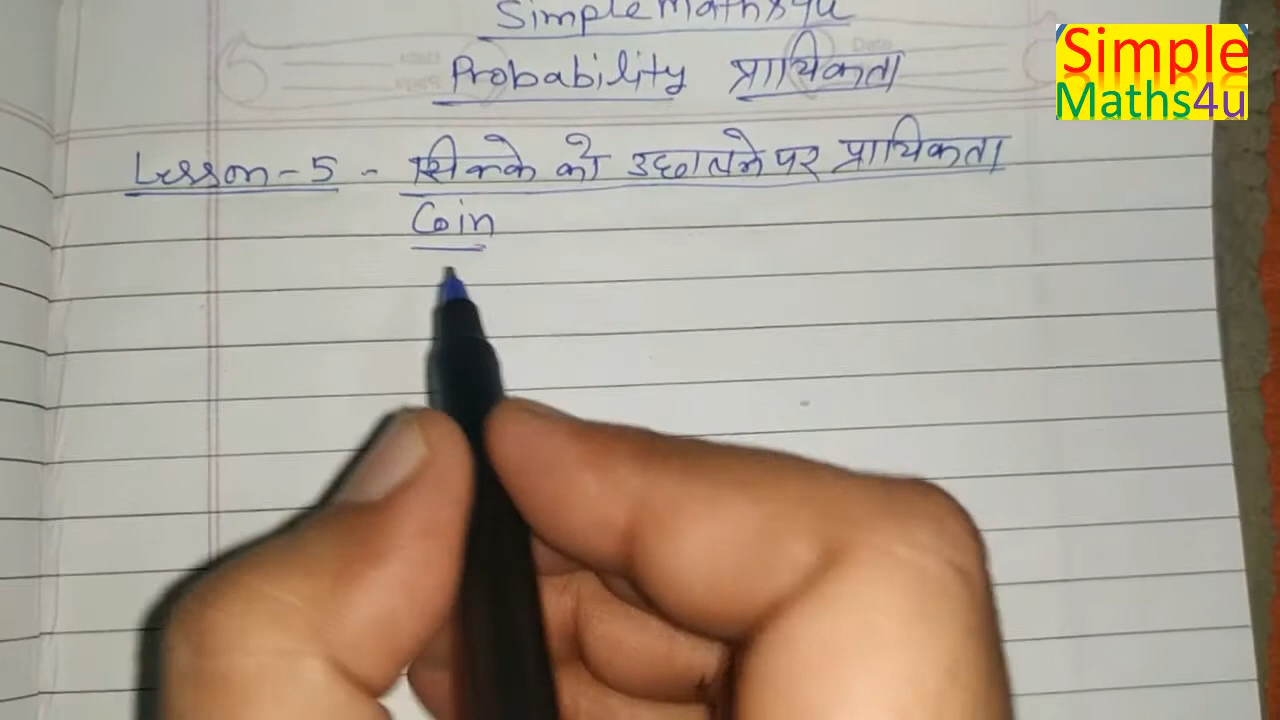 SimpleMaths4u
Probability प्रायिकता
Simple
Maths4u
Lesson-5 - सिक्के को उछालने पर प्रायिकता
Coin